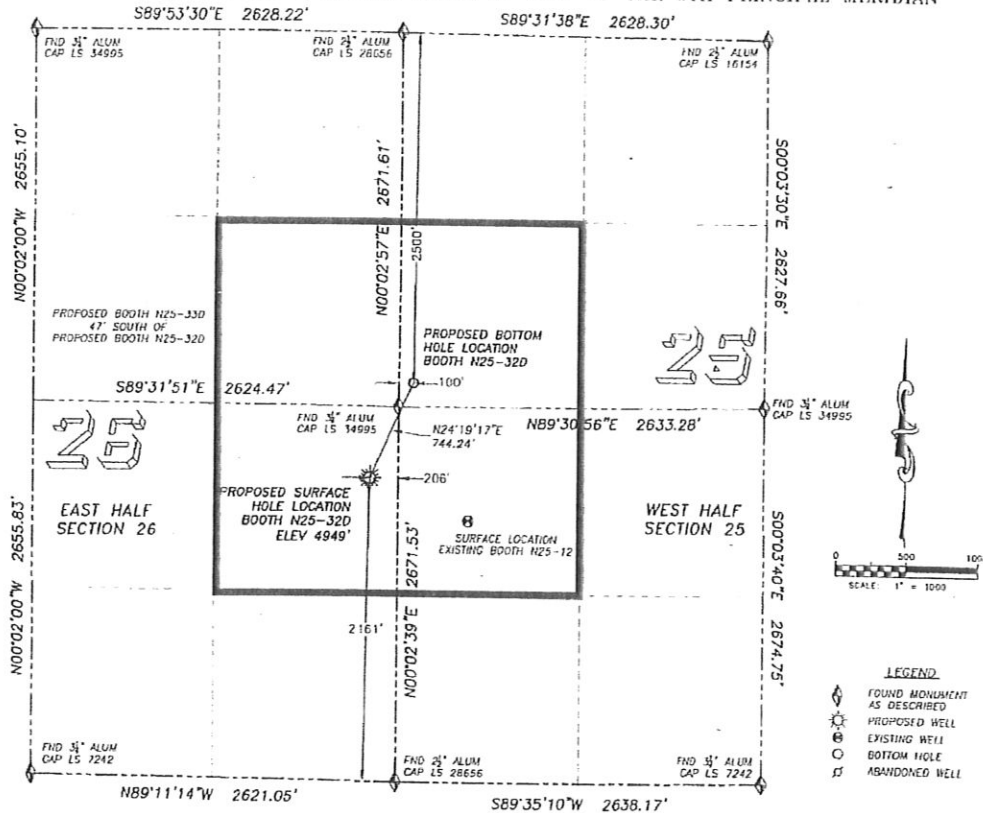 PRINCIPAL MERIDIAN
S89°53'30"E 2628.22'
S89°31'38"E 2628.30'
FND 3¼" ALUM
CAP LS 34995
FND 2½" ALUM
CAP LS 28656
FND 2½" ALUM
CAP LS 16154
N00°02'00"W 2655.10'
N00°02'57"E 2671.61'
2500'
S00°03'30"E 2627.66'
PROPOSED BOOTH N25-33D
47' SOUTH OF
PROPOSED BOOTH N25-32D
PROPOSED BOTTOM
HOLE LOCATION
BOOTH N25-32D
25
S89°31'51"E 2624.47'
100'
FND 3¼" ALUM
CAP LS 34995
N24°19'17"E
744.24'
N89°30'56"E 2633.28'
FND 3¼" ALUM
CAP LS 34995
26
206'
PROPOSED SURFACE
HOLE LOCATION
BOOTH N25-32D
ELEV 4949'
EAST HALF
SECTION 26
SURFACE LOCATION
EXISTING BOOTH N25-12
WEST HALF
SECTION 25
N00°02'00"W 2655.83'
2161'
N00°02'39"E 2671.53'
S00°03'40"E 2674.75'
0 500 100
SCALE: 1" = 1000
LEGEND
FOUND MONUMENT
AS DESCRIBED
PROPOSED WELL
EXISTING WELL
BOTTOM HOLE
ABANDONED WELL
FND 3¼" ALUM
CAP LS 7242
FND 2½" ALUM
CAP LS 28656
FND 3¼" ALUM
CAP LS 7242
N89°11'14"W 2621.05'
S89°35'10"W 2638.17'